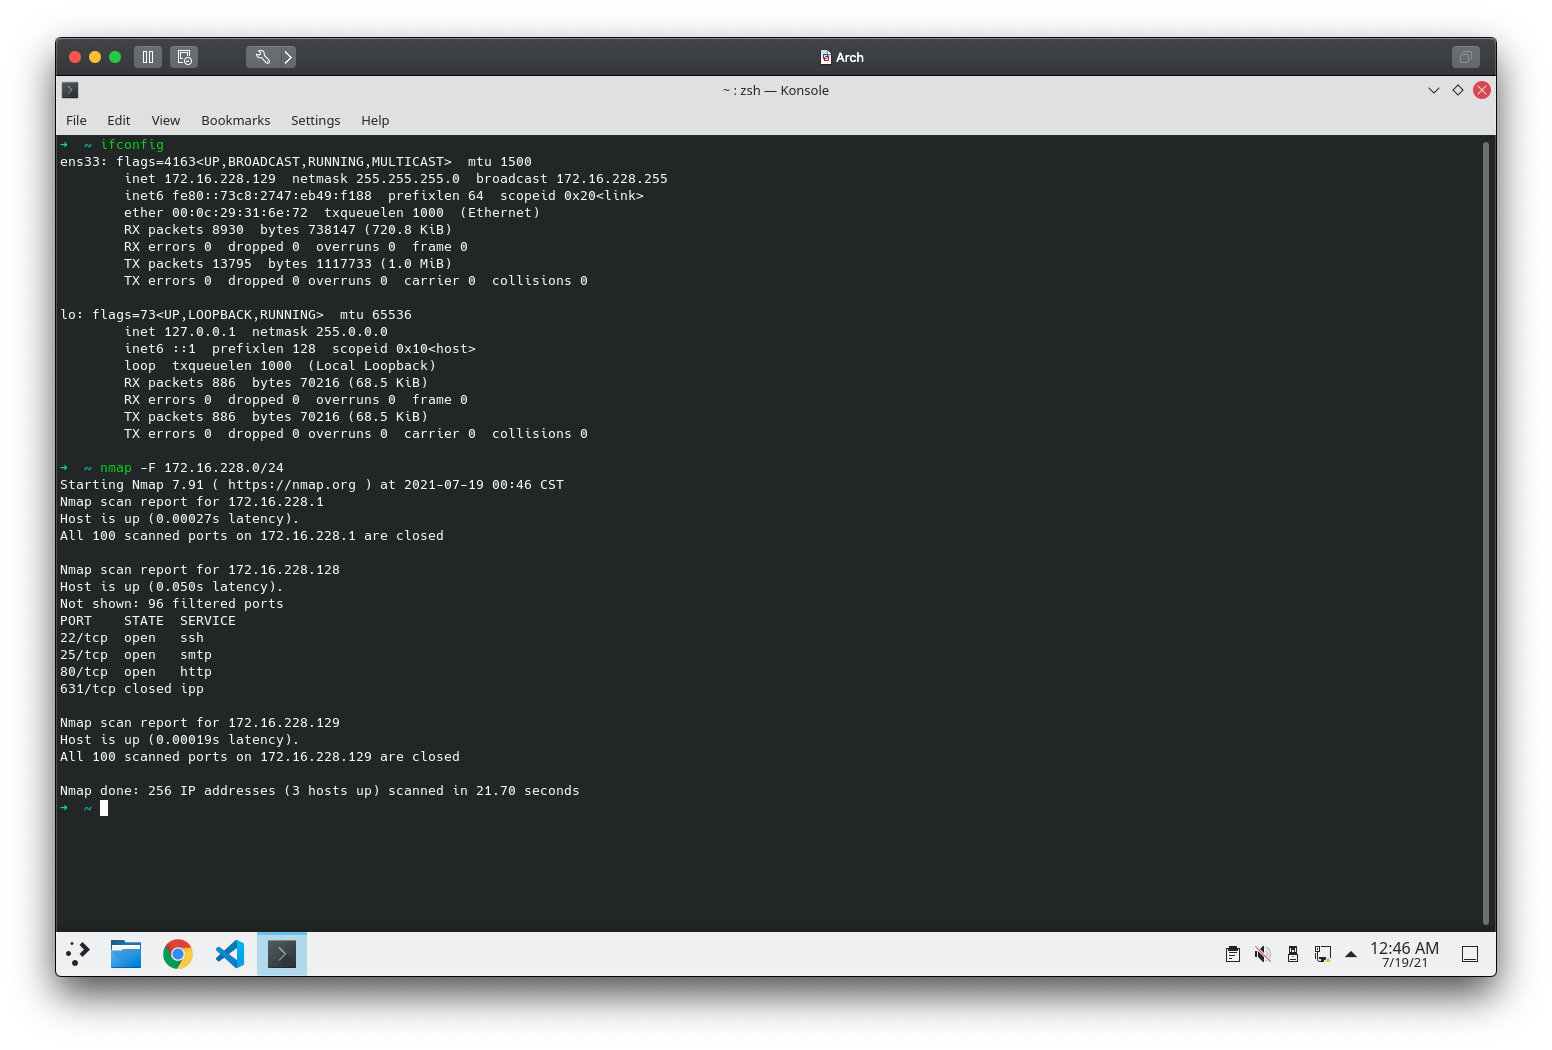 Arch
~ : zsh — Konsole
File Edit View Bookmarks Settings Help
➜  ~ ifconfig
ens33: flags=4163<UP,BROADCAST,RUNNING,MULTICAST>  mtu 1500
        inet 172.16.228.129  netmask 255.255.255.0  broadcast 172.16.228.255
        inet6 fe80::73c8:2747:eb49:f188  prefixlen 64  scopeid 0x20<link>
        ether 00:0c:29:31:6e:72  txqueuelen 1000  (Ethernet)
        RX packets 8930  bytes 738147 (720.8 KiB)
        RX errors 0  dropped 0  overruns 0  frame 0
        TX packets 13795  bytes 1117733 (1.0 MiB)
        TX errors 0  dropped 0 overruns 0  carrier 0  collisions 0

lo: flags=73<UP,LOOPBACK,RUNNING>  mtu 65536
        inet 127.0.0.1  netmask 255.0.0.0
        inet6 ::1  prefixlen 128  scopeid 0x10<host>
        loop  txqueuelen 1000  (Local Loopback)
        RX packets 886  bytes 70216 (68.5 KiB)
        RX errors 0  dropped 0  overruns 0  frame 0
        TX packets 886  bytes 70216 (68.5 KiB)
        TX errors 0  dropped 0 overruns 0  carrier 0  collisions 0

➜  ~ nmap -F 172.16.228.0/24
Starting Nmap 7.91 ( https://nmap.org ) at 2021-07-19 00:46 CST
Nmap scan report for 172.16.228.1
Host is up (0.00027s latency).
All 100 scanned ports on 172.16.228.1 are closed

Nmap scan report for 172.16.228.128
Host is up (0.050s latency).
Not shown: 96 filtered ports
PORT    STATE  SERVICE
22/tcp  open   ssh
25/tcp  open   smtp
80/tcp  open   http
631/tcp closed ipp

Nmap scan report for 172.16.228.129
Host is up (0.00019s latency).
All 100 scanned ports on 172.16.228.129 are closed

Nmap done: 256 IP addresses (3 hosts up) scanned in 21.70 seconds
➜  ~
12:46 AM
7/19/21